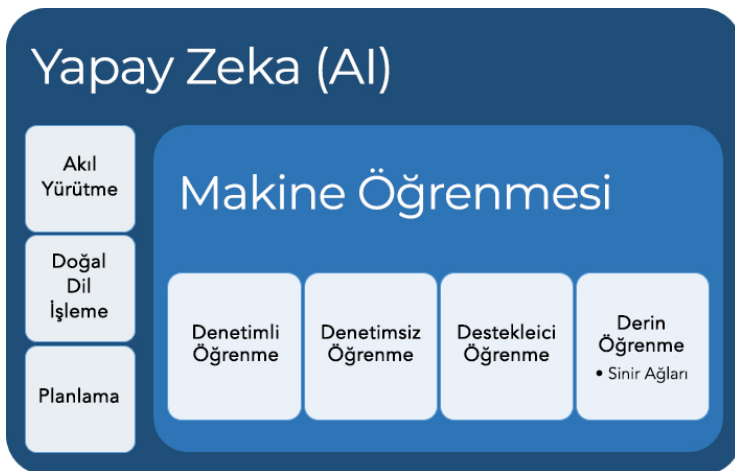 Yapay Zeka (AI)
Akıl
Yürütme
Doğal
Dil
İşleme
Planlama
Makine Öğrenmesi
Denetimli
Öğrenme
Denetimsiz
Öğrenme
Destekleici
Öğrenme
Derin
Öğrenme
• Sinir Ağları